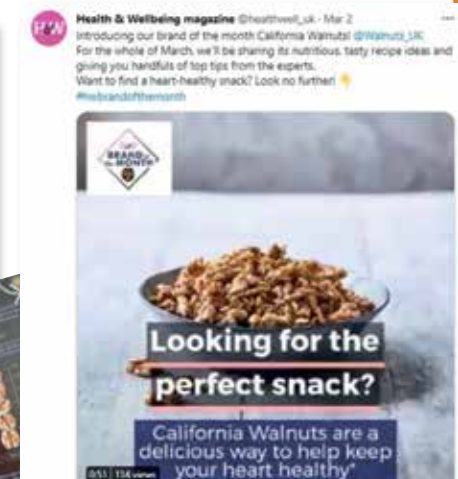 H&W
Health & Wellbeing magazine @healthwell_uk · Mar 2
Introducing our brand of the month California Walnuts! @Walnuts_UK
For the whole of March, we'll be sharing its nutritious, tasty recipe ideas and
giving you handfuls of top tips from the experts.
Want to find a heart-healthy snack? Look no further! 👇
#hwbrandofthemonth
BRAND of
the MONTH
Looking for the
perfect snack?
California Walnuts are a
delicious way to help keep
your heart healthy*
0:51
views